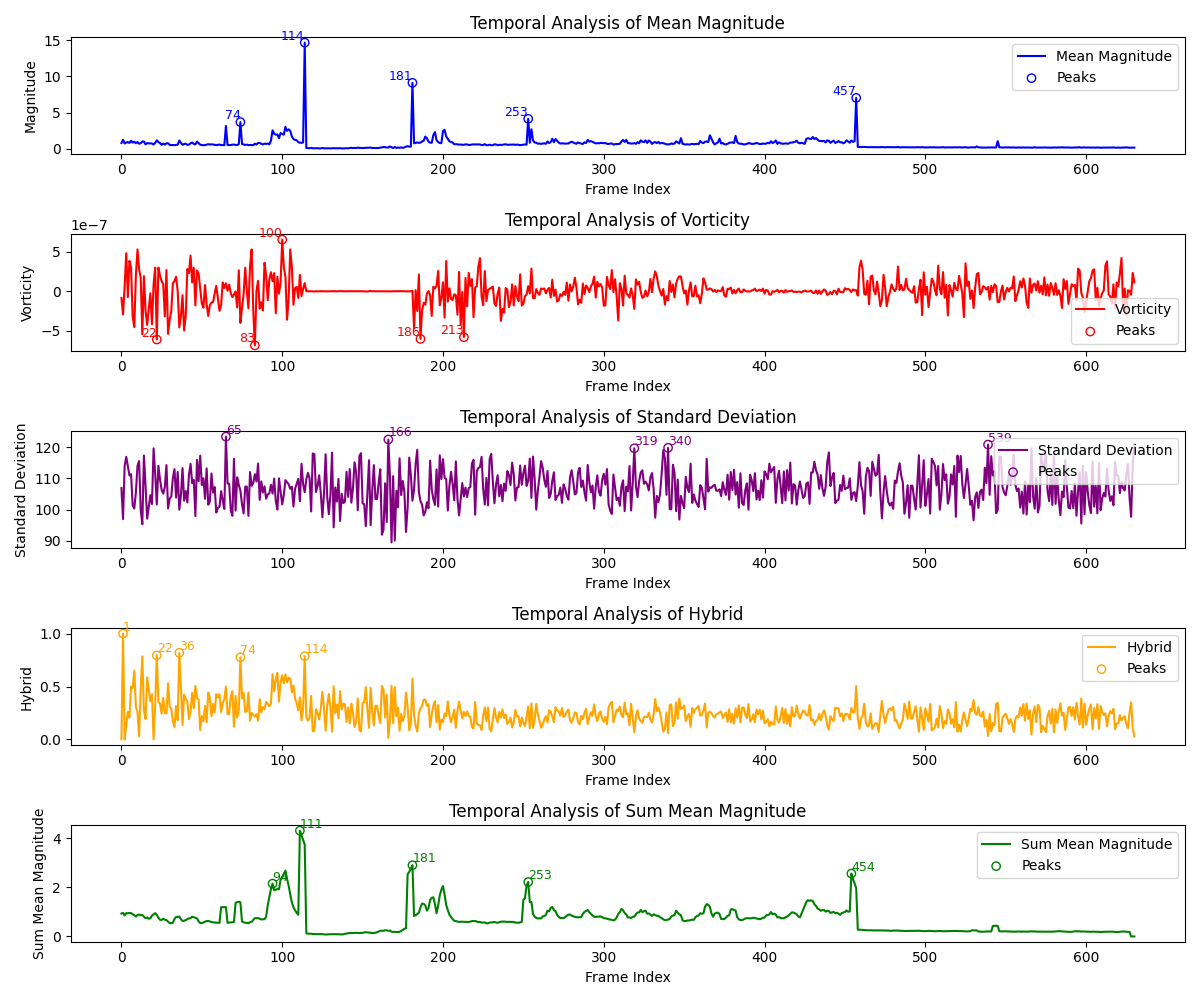 Temporal Analysis of Mean Magnitude
15
10
5
0
Magnitude
74
114
181
253
457
Mean Magnitude
Peaks
0 100 200 300 400 500 600
Frame Index
Temporal Analysis of Vorticity
1e−7
5
0
−5
Vorticity
22
83
100
186
213
Vorticity
Peaks
0 100 200 300 400 500 600
Frame Index
Temporal Analysis of Standard Deviation
120
110
100
90
Standard Deviation
65
166
319
340
539
Standard Deviation
Peaks
0 100 200 300 400 500 600
Frame Index
Temporal Analysis of Hybrid
1.0
0.5
0.0
Hybrid
1
22
36
74
114
Hybrid
Peaks
0 100 200 300 400 500 600
Frame Index
Temporal Analysis of Sum Mean Magnitude
4
2
0
Sum Mean Magnitude
94
111
181
253
454
Sum Mean Magnitude
Peaks
0 100 200 300 400 500 600
Frame Index